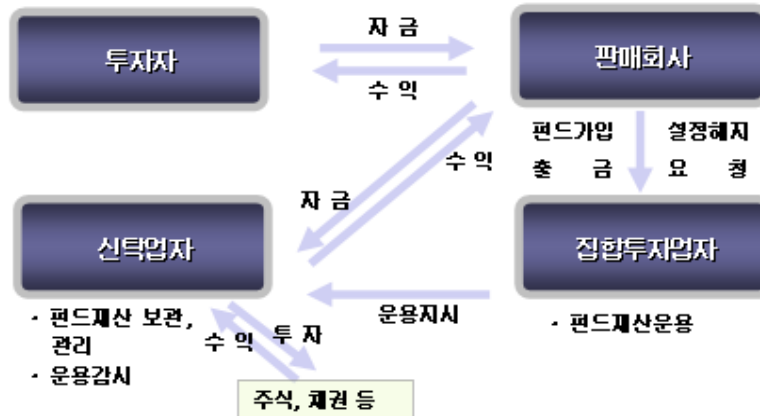 자 금
투자자
판매회사
수 익
펀드가입 설정해지
출 금 요 청
수 익
자 금
신탁업자
집합투자업자
운용지시
· 펀드재산 보관,
관리
· 운용감시
수 익
투 자
· 펀드재산운용
주식, 채권 등